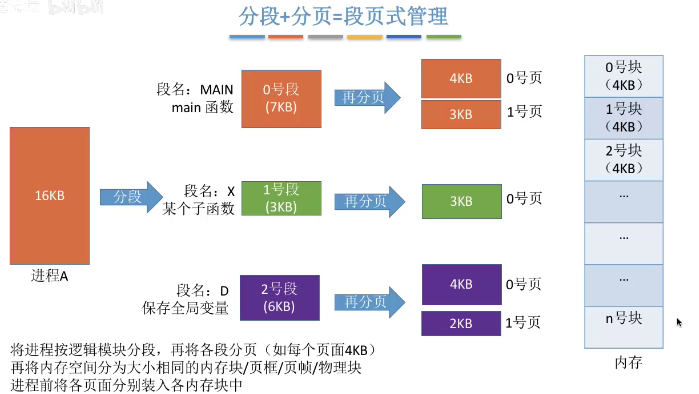 bilibili
分段+分页=段页式管理
段名：MAIN
main 函数
0号段
(7KB)
再分页
4KB
0号页
3KB
1号页
16KB
进程A
分段
段名：X
某个子函数
1号段
(3KB)
再分页
3KB
0号页
段名：D
保存全局变量
2号段
(6KB)
再分页
4KB
0号页
2KB
1号页
0号块
（4KB）
1号块
（4KB）
2号块
（4KB）
...
...
...
n号块
内存
将进程按逻辑模块分段，再将各段分页（如每个页面4KB）
再将内存空间分为大小相同的内存块/页框/页帧/物理块
进程前将各页面分别装入各内存块中